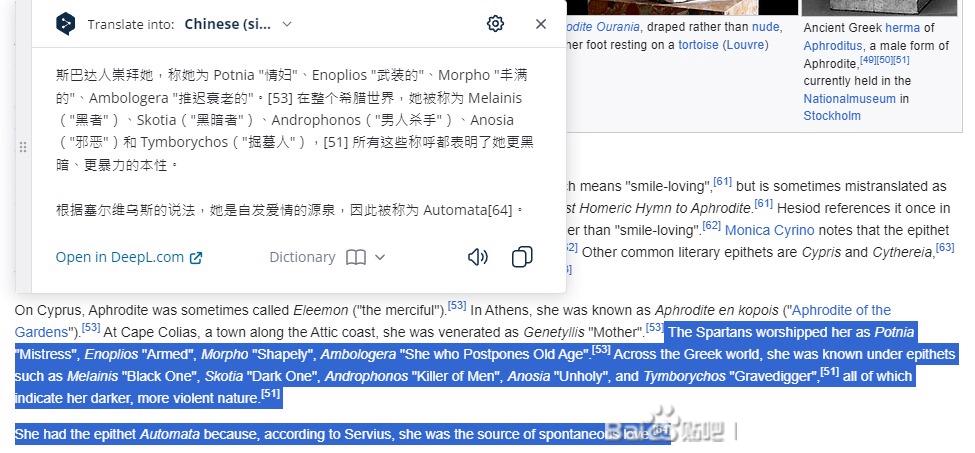 Translate into: Chinese (si...
斯巴达人崇拜她，称她为 Potnia "情妇"、Enoplios "武装的"、Morpho "丰满
的"、Ambologera "推迟衰老的"。[53] 在整个希腊世界，她被称为 Melainis
（"黑者"）、Skotia（"黑暗者"）、Androphonos（"男人杀手"）、Anosia
（"邪恶"）和 Tymborychos（"掘墓人"），[51] 所有这些称呼都表明了她更黑
暗、更暴力的本性。
根据塞尔维乌斯的说法，她是自发爱情的源泉，因此被称为 Automata[64]。
Open in DeepL.com
Dictionary
odite Ourania, draped rather than nude,
her foot resting on a tortoise (Louvre)
Ancient Greek herma of
Aphroditus, a male form of
Aphrodite,[49][50][51]
currently held in the
Nationalmuseum in
Stockholm
h means "smile-loving",[61] but is sometimes mistranslated as
st Homeric Hymn to Aphrodite.[61] Hesiod references it once in
er than "smile-loving".[62] Monica Cyrino notes that the epithet
62] Other common literary epithets are Cypris and Cythereia,[63]
]
On Cyprus, Aphrodite was sometimes called Eleemon ("the merciful").[53] In Athens, she was known as Aphrodite en kopois ("Aphrodite of the
Gardens").[53] At Cape Colias, a town along the Attic coast, she was venerated as Genetyllis "Mother".[53] The Spartans worshipped her as Potnia
"Mistress", Enoplios "Armed", Morpho "Shapely", Ambologera "She who Postpones Old Age".[53] Across the Greek world, she was known under epithets
such as Melainis "Black One", Skotia "Dark One", Androphonos "Killer of Men", Anosia "Unholy", and Tymborychos "Gravedigger",[51] all of which
indicate her darker, more violent nature.[51]
She had the epithet Automata because, according to Servius, she was the source of spontaneous love.[64]
Bai 贴吧